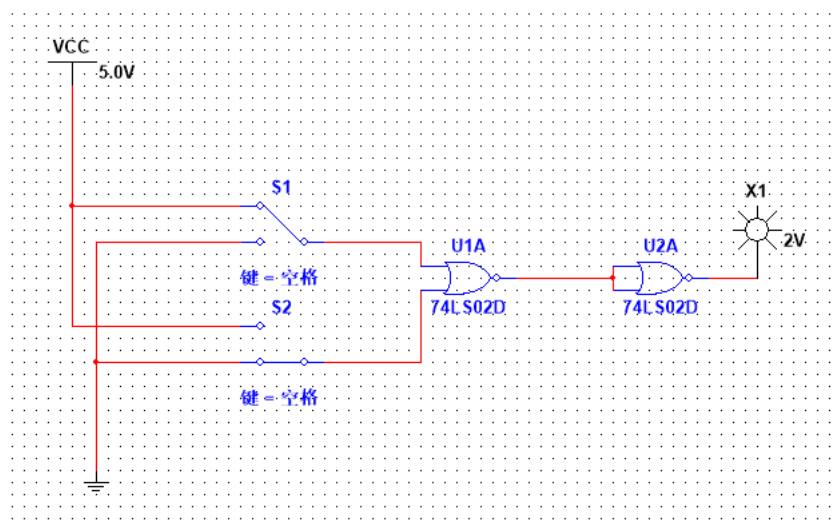 VCC
5.0V
S1
键 = 空格
S2
键 = 空格
U1A
74LS02D
U2A
74LS02D
X1
2V